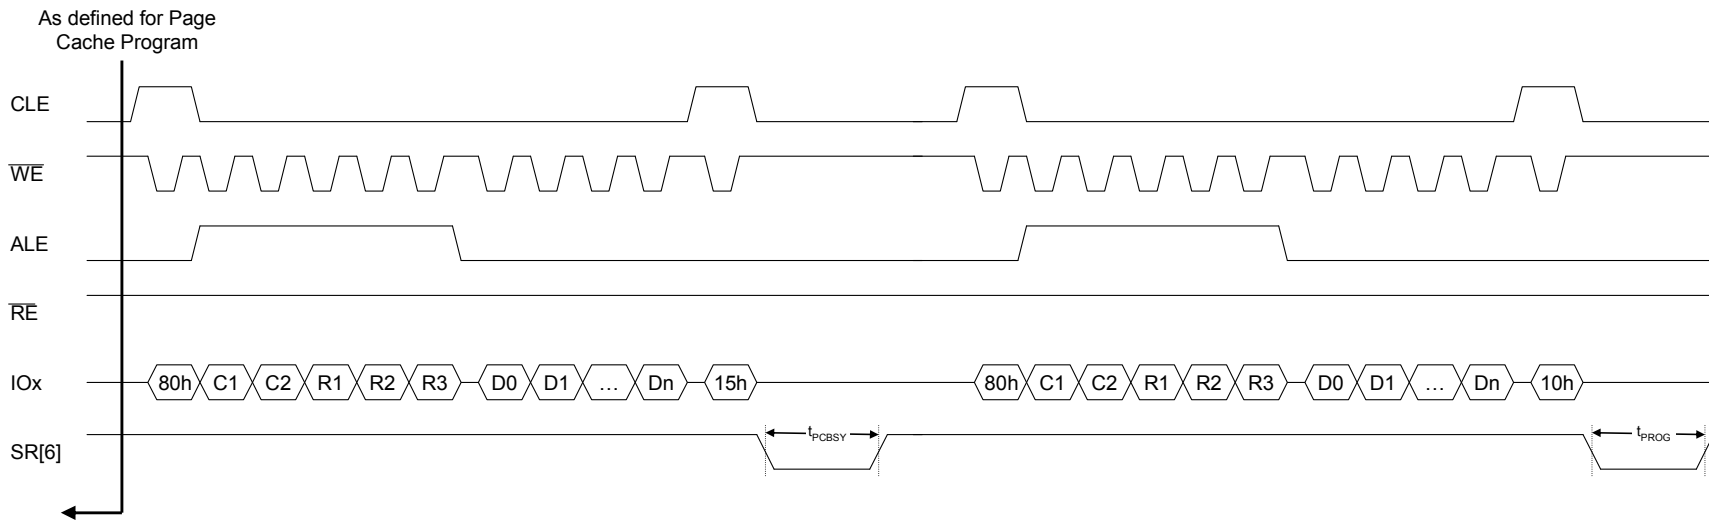 As defined for Page
Cache Program
CLE
WE
ALE
RE
IOx 80h C1 C2 R1 R2 R3 D0 D1 ... Dn 15h 80h C1 C2 R1 R2 R3 D0 D1 ... Dn 10h
SR[6] tPCBSY tPROG